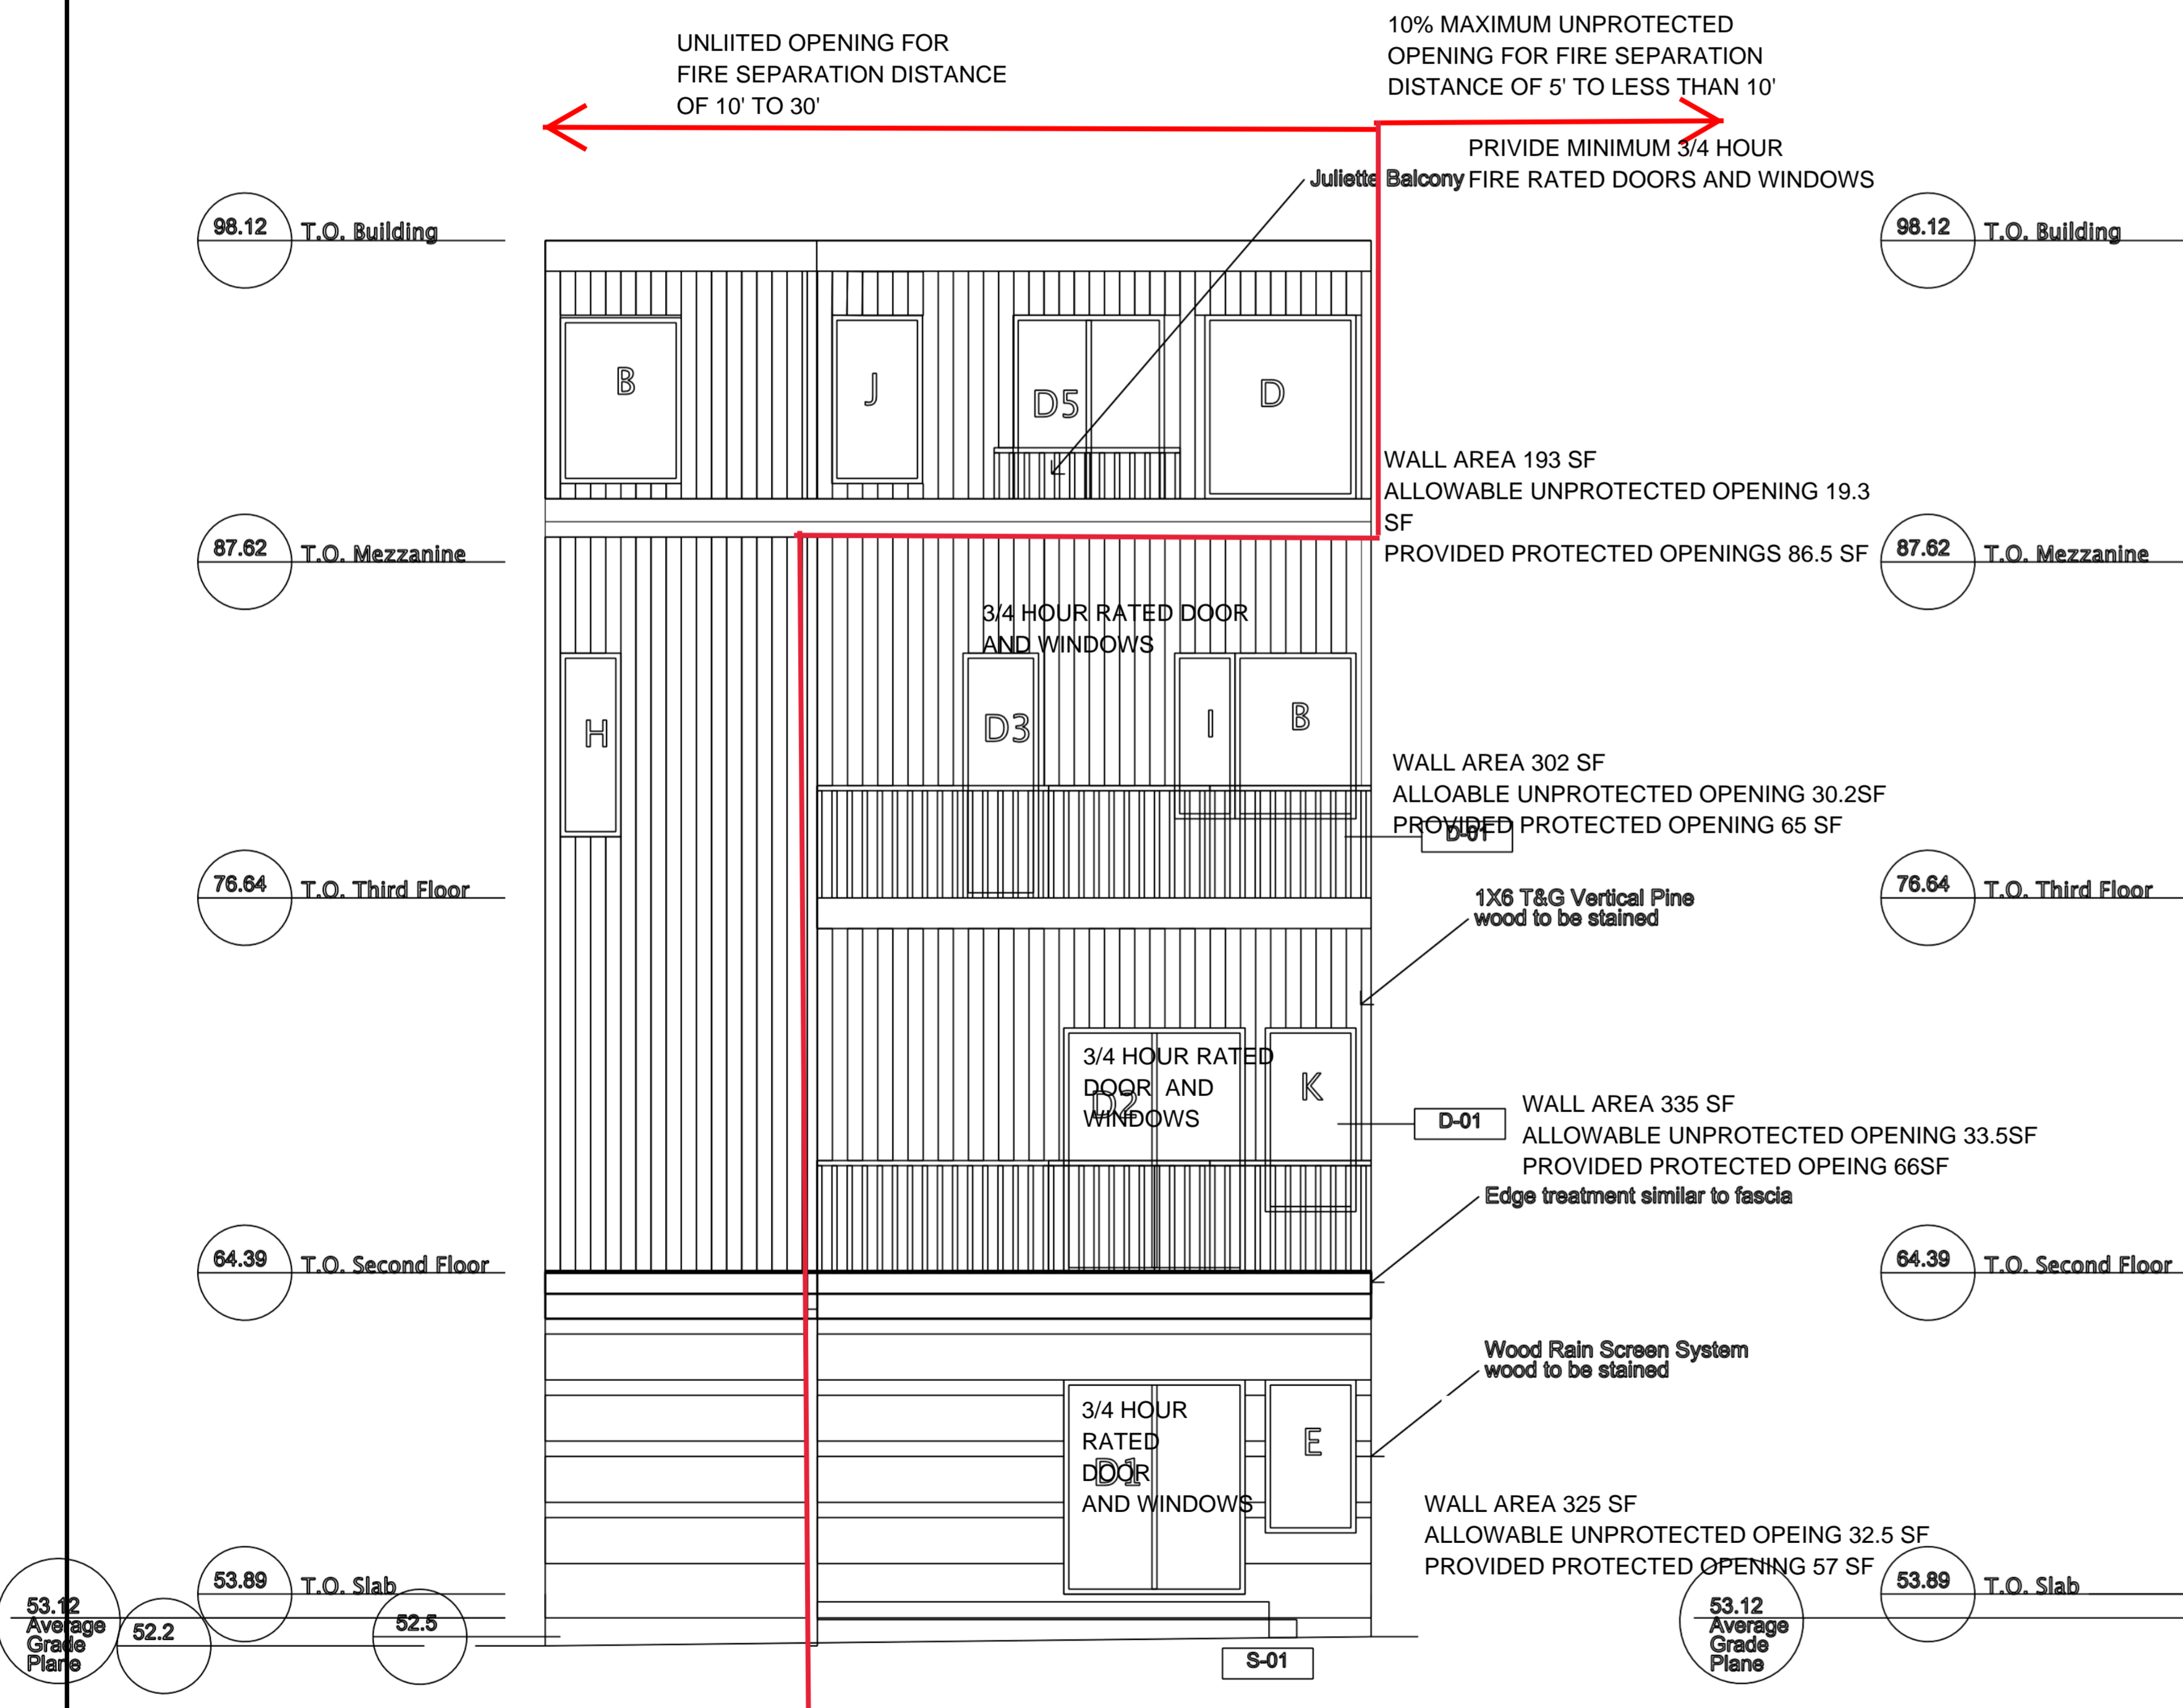 UNLIITED OPENING FOR
FIRE SEPARATION DISTANCE
OF 10' TO 30'
10% MAXIMUM UNPROTECTED
OPENING FOR FIRE SEPARATION
DISTANCE OF 5' TO LESS THAN 10'
PRIVIDE MINIMUM 3/4 HOUR
FIRE RATED DOORS AND WINDOWS
Juliette Balcony
98.12 T.O. Building
98.12 T.O. Building
B
J
D5
D
WALL AREA 193 SF
ALLOWABLE UNPROTECTED OPENING 19.3
SF
PROVIDED PROTECTED OPENINGS 86.5 SF
87.62 T.O. Mezzanine
87.62 T.O. Mezzanine
3/4 HOUR RATED DOOR
AND WINDOWS
H
D3
I
B
WALL AREA 302 SF
ALLOABLE UNPROTECTED OPENING 30.2SF
PROVIDED PROTECTED OPENING 65 SF
D-01
76.64 T.O. Third Floor
76.64 T.O. Third Floor
1X6 T&G Vertical Pine
wood to be stained
3/4 HOUR RATED
DOOR AND
WINDOWS
D2
K
D-01
WALL AREA 335 SF
ALLOWABLE UNPROTECTED OPENING 33.5SF
PROVIDED PROTECTED OPEING 66SF
Edge treatment similar to fascia
64.39 T.O. Second Floor
64.39 T.O. Second Floor
Wood Rain Screen System
wood to be stained
3/4 HOUR
RATED
DOOR
AND WINDOWS
D1
E
WALL AREA 325 SF
ALLOWABLE UNPROTECTED OPEING 32.5 SF
PROVIDED PROTECTED OPENING 57 SF
53.89 T.O. Slab
53.89 T.O. Slab
53.12
Average
Grade
Plane
52.2
52.5
53.12
Average
Grade
Plane
S-01